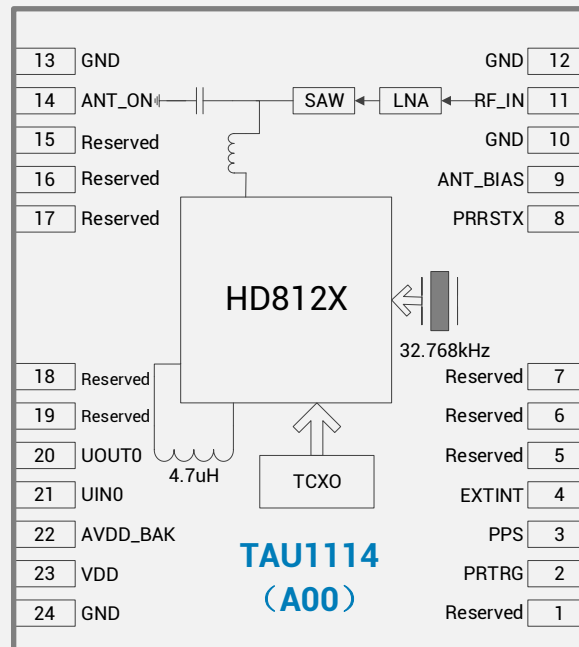 13 GND
GND 12
14 ANT_ON
SAW
LNA
RF_IN 11
15 Reserved
GND 10
16 Reserved
ANT_BIAS 9
17 Reserved
PRRSTX 8
HD812X
32.768kHz
18 Reserved
Reserved 7
19 Reserved
Reserved 6
20 UOUT0
Reserved 5
4.7uH
TCXO
21 UIN0
EXTINT 4
22 AVDD_BAK
PPS 3
23 VDD
PRTRG 2
24 GND
Reserved 1
TAU1114
（A00）